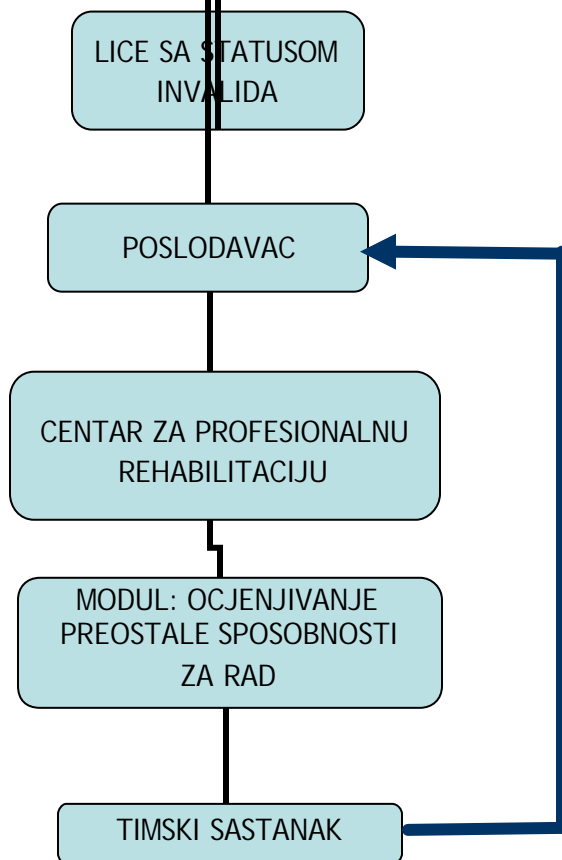 LICE SA STATUSOM
INVALIDA
POSLODAVAC
CENTAR ZA PROFESIONALNU
REHABILITACIJU
MODUL: OCJENJIVANJE
PREOSTALE SPOSOBNOSTI
ZA RAD
TIMSKI SASTANAK